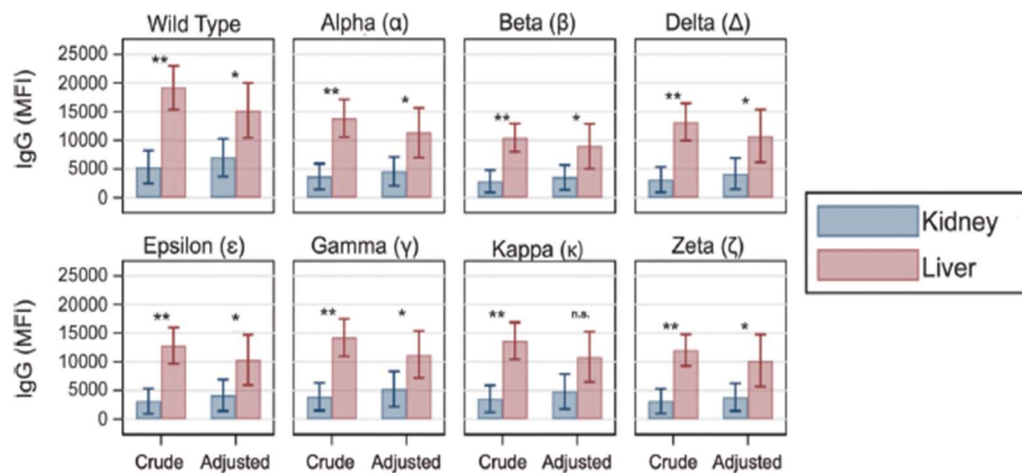 Wild Type Alpha (α) Beta (β) Delta (Δ)
IgG (MFI)
25000
20000
15000
10000
5000
0
** * ** * ** * ** *
Kidney
Liver
Epsilon (ε) Gamma (γ) Kappa (κ) Zeta (ζ)
IgG (MFI)
25000
20000
15000
10000
5000
0
** * ** * ** n.s. ** *
Crude Adjusted Crude Adjusted Crude Adjusted Crude Adjusted